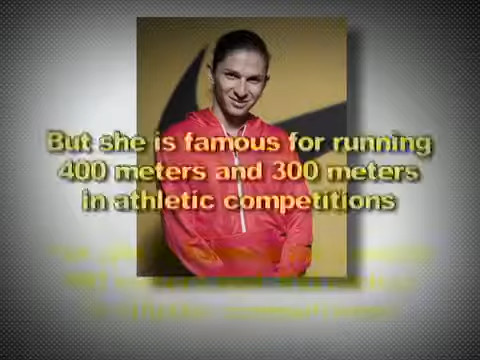 But she is famous for running
400 meters and 300 meters
in athletic competitions